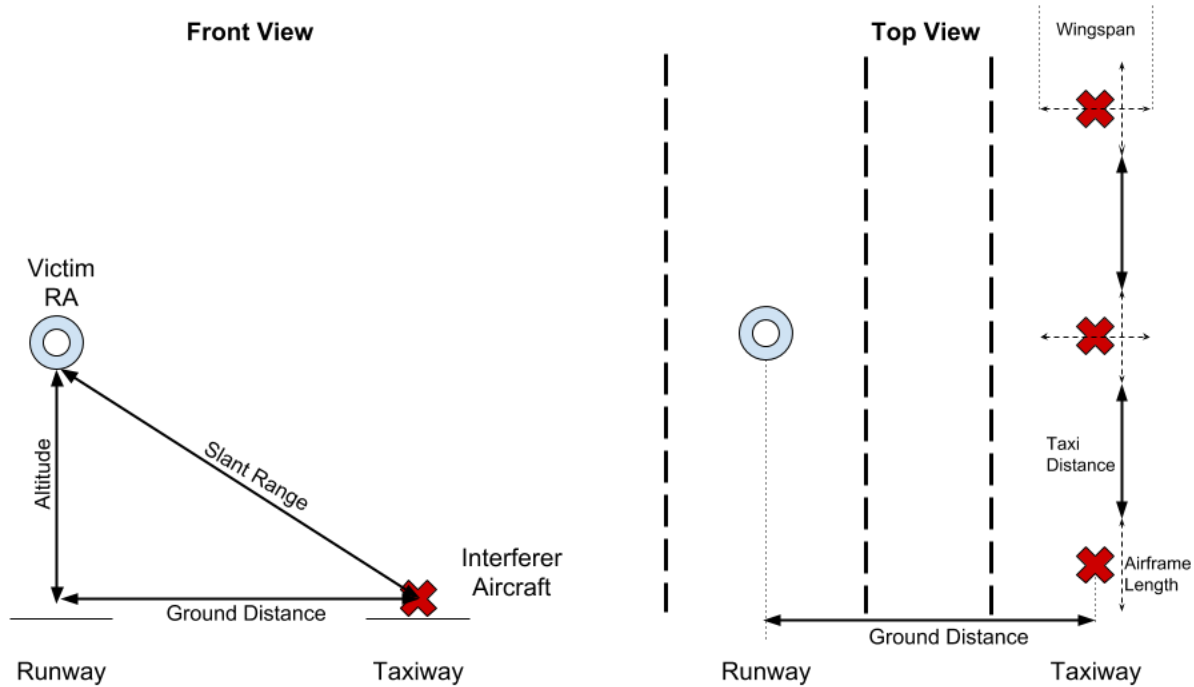 Front View
Victim
RA
Altitude
Slant Range
Interferer
Aircraft
Ground Distance
Runway
Taxiway
Top View
Wingspan
Taxi
Distance
Airframe
Length
Ground Distance
Runway
Taxiway